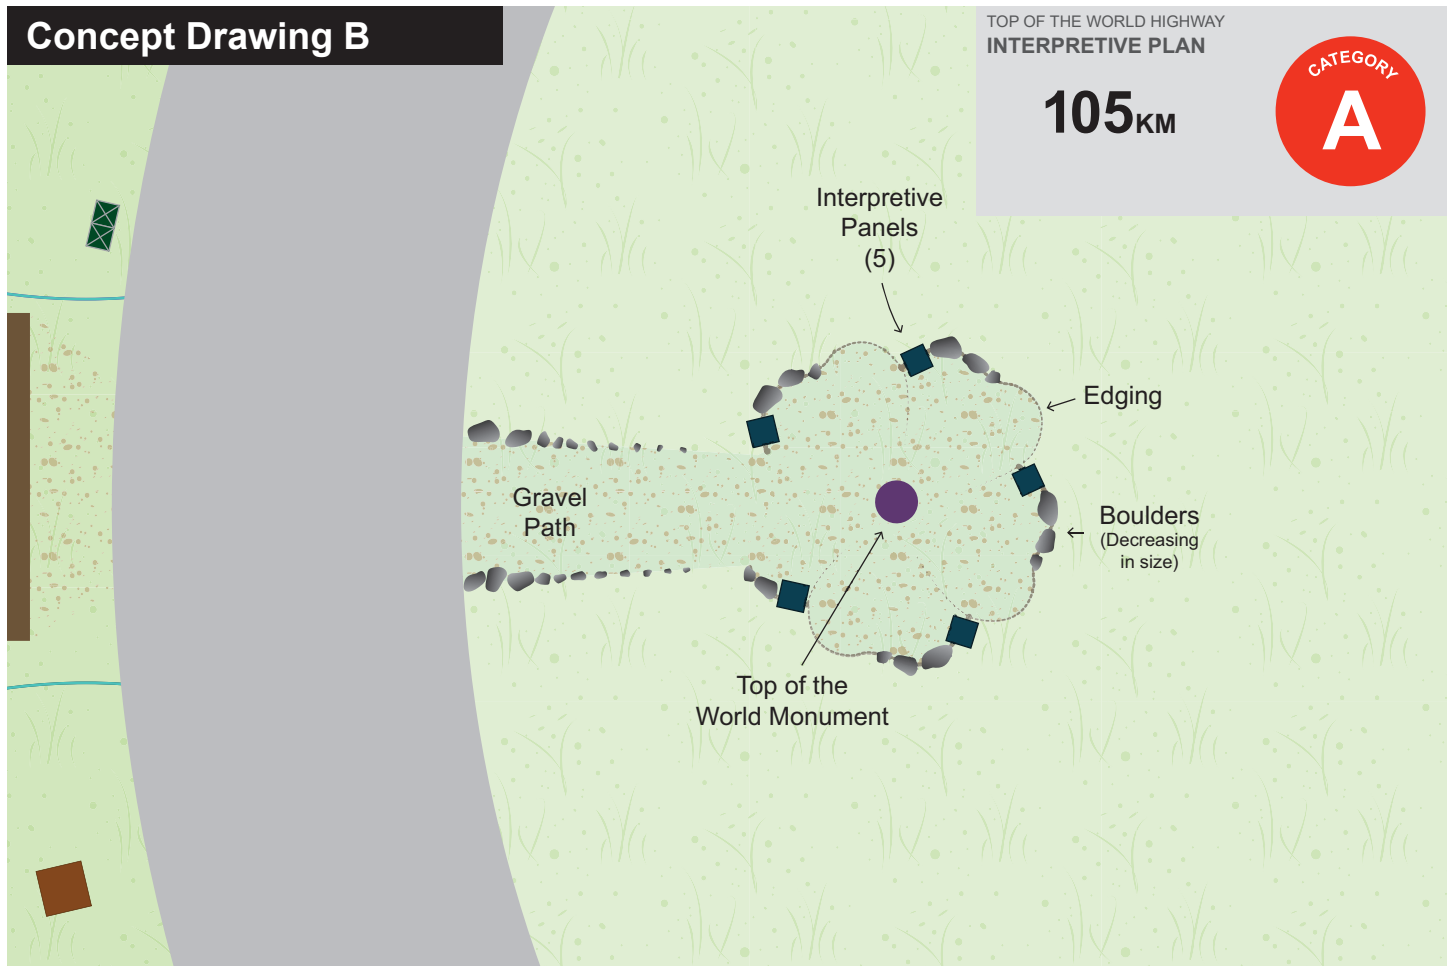 Concept Drawing B
TOP OF THE WORLD HIGHWAY
INTERPRETIVE PLAN
105KM
CATEGORY
A
Interpretive
Panels
(5)
Edging
Gravel
Path
Boulders
(Decreasing
in size)
Top of the
World Monument